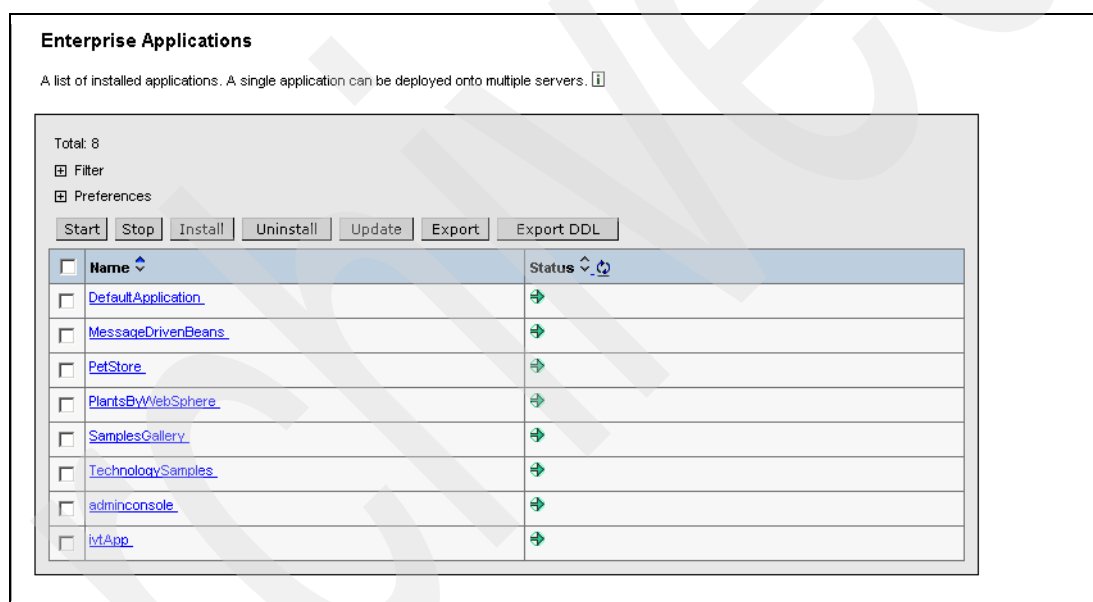 Enterprise Applications
A list of installed applications. A single application can be deployed onto multiple servers. i
Total: 8
Filter
Preferences
Start Stop Install Uninstall Update Export Export DDL
Name Status
DefaultApplication
MessageDrivenBeans
PetStore
PlantsByWebSphere
SamplesGallery
TechnologySamples
adminconsole
ivtApp